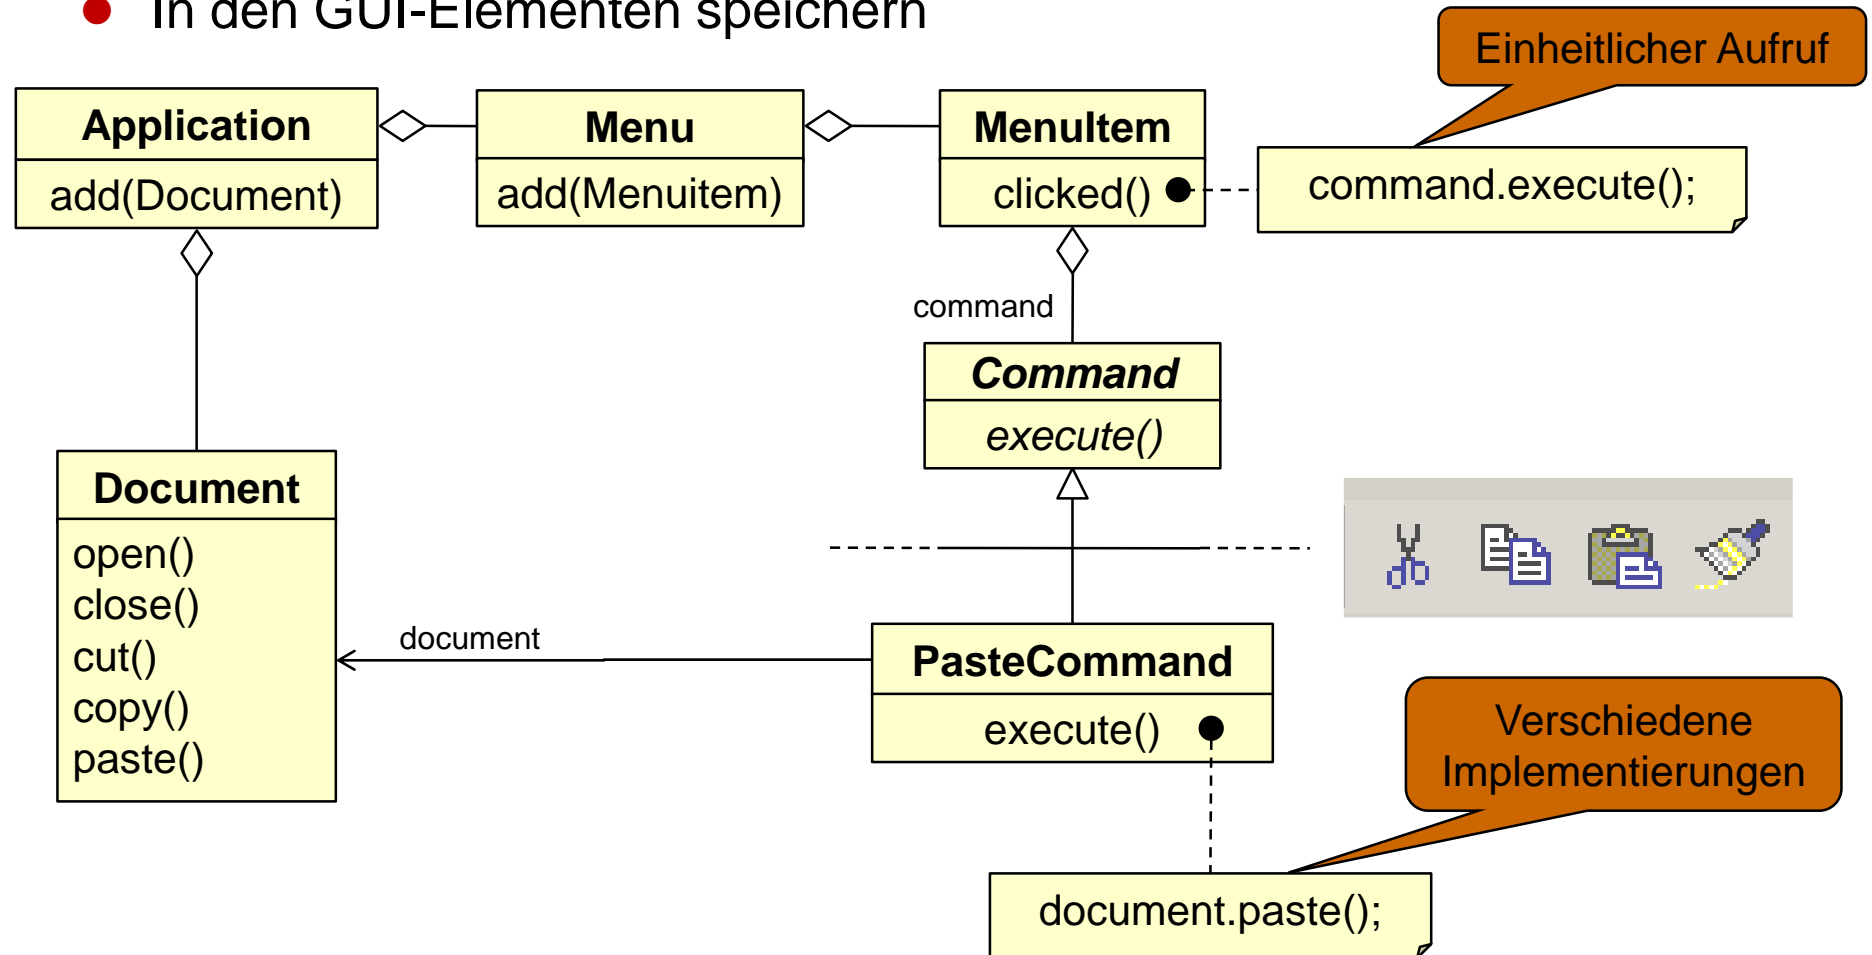 In den GUI-Elementen speichern
Einheitlicher Aufruf
Application
add(Document)
Menu
add(Menuitem)
MenuItem
clicked()
command.execute();
command
Command
execute()
Document
open()
close()
cut()
copy()
paste()
document
PasteCommand
execute()
Verschiedene
Implementierungen
document.paste();